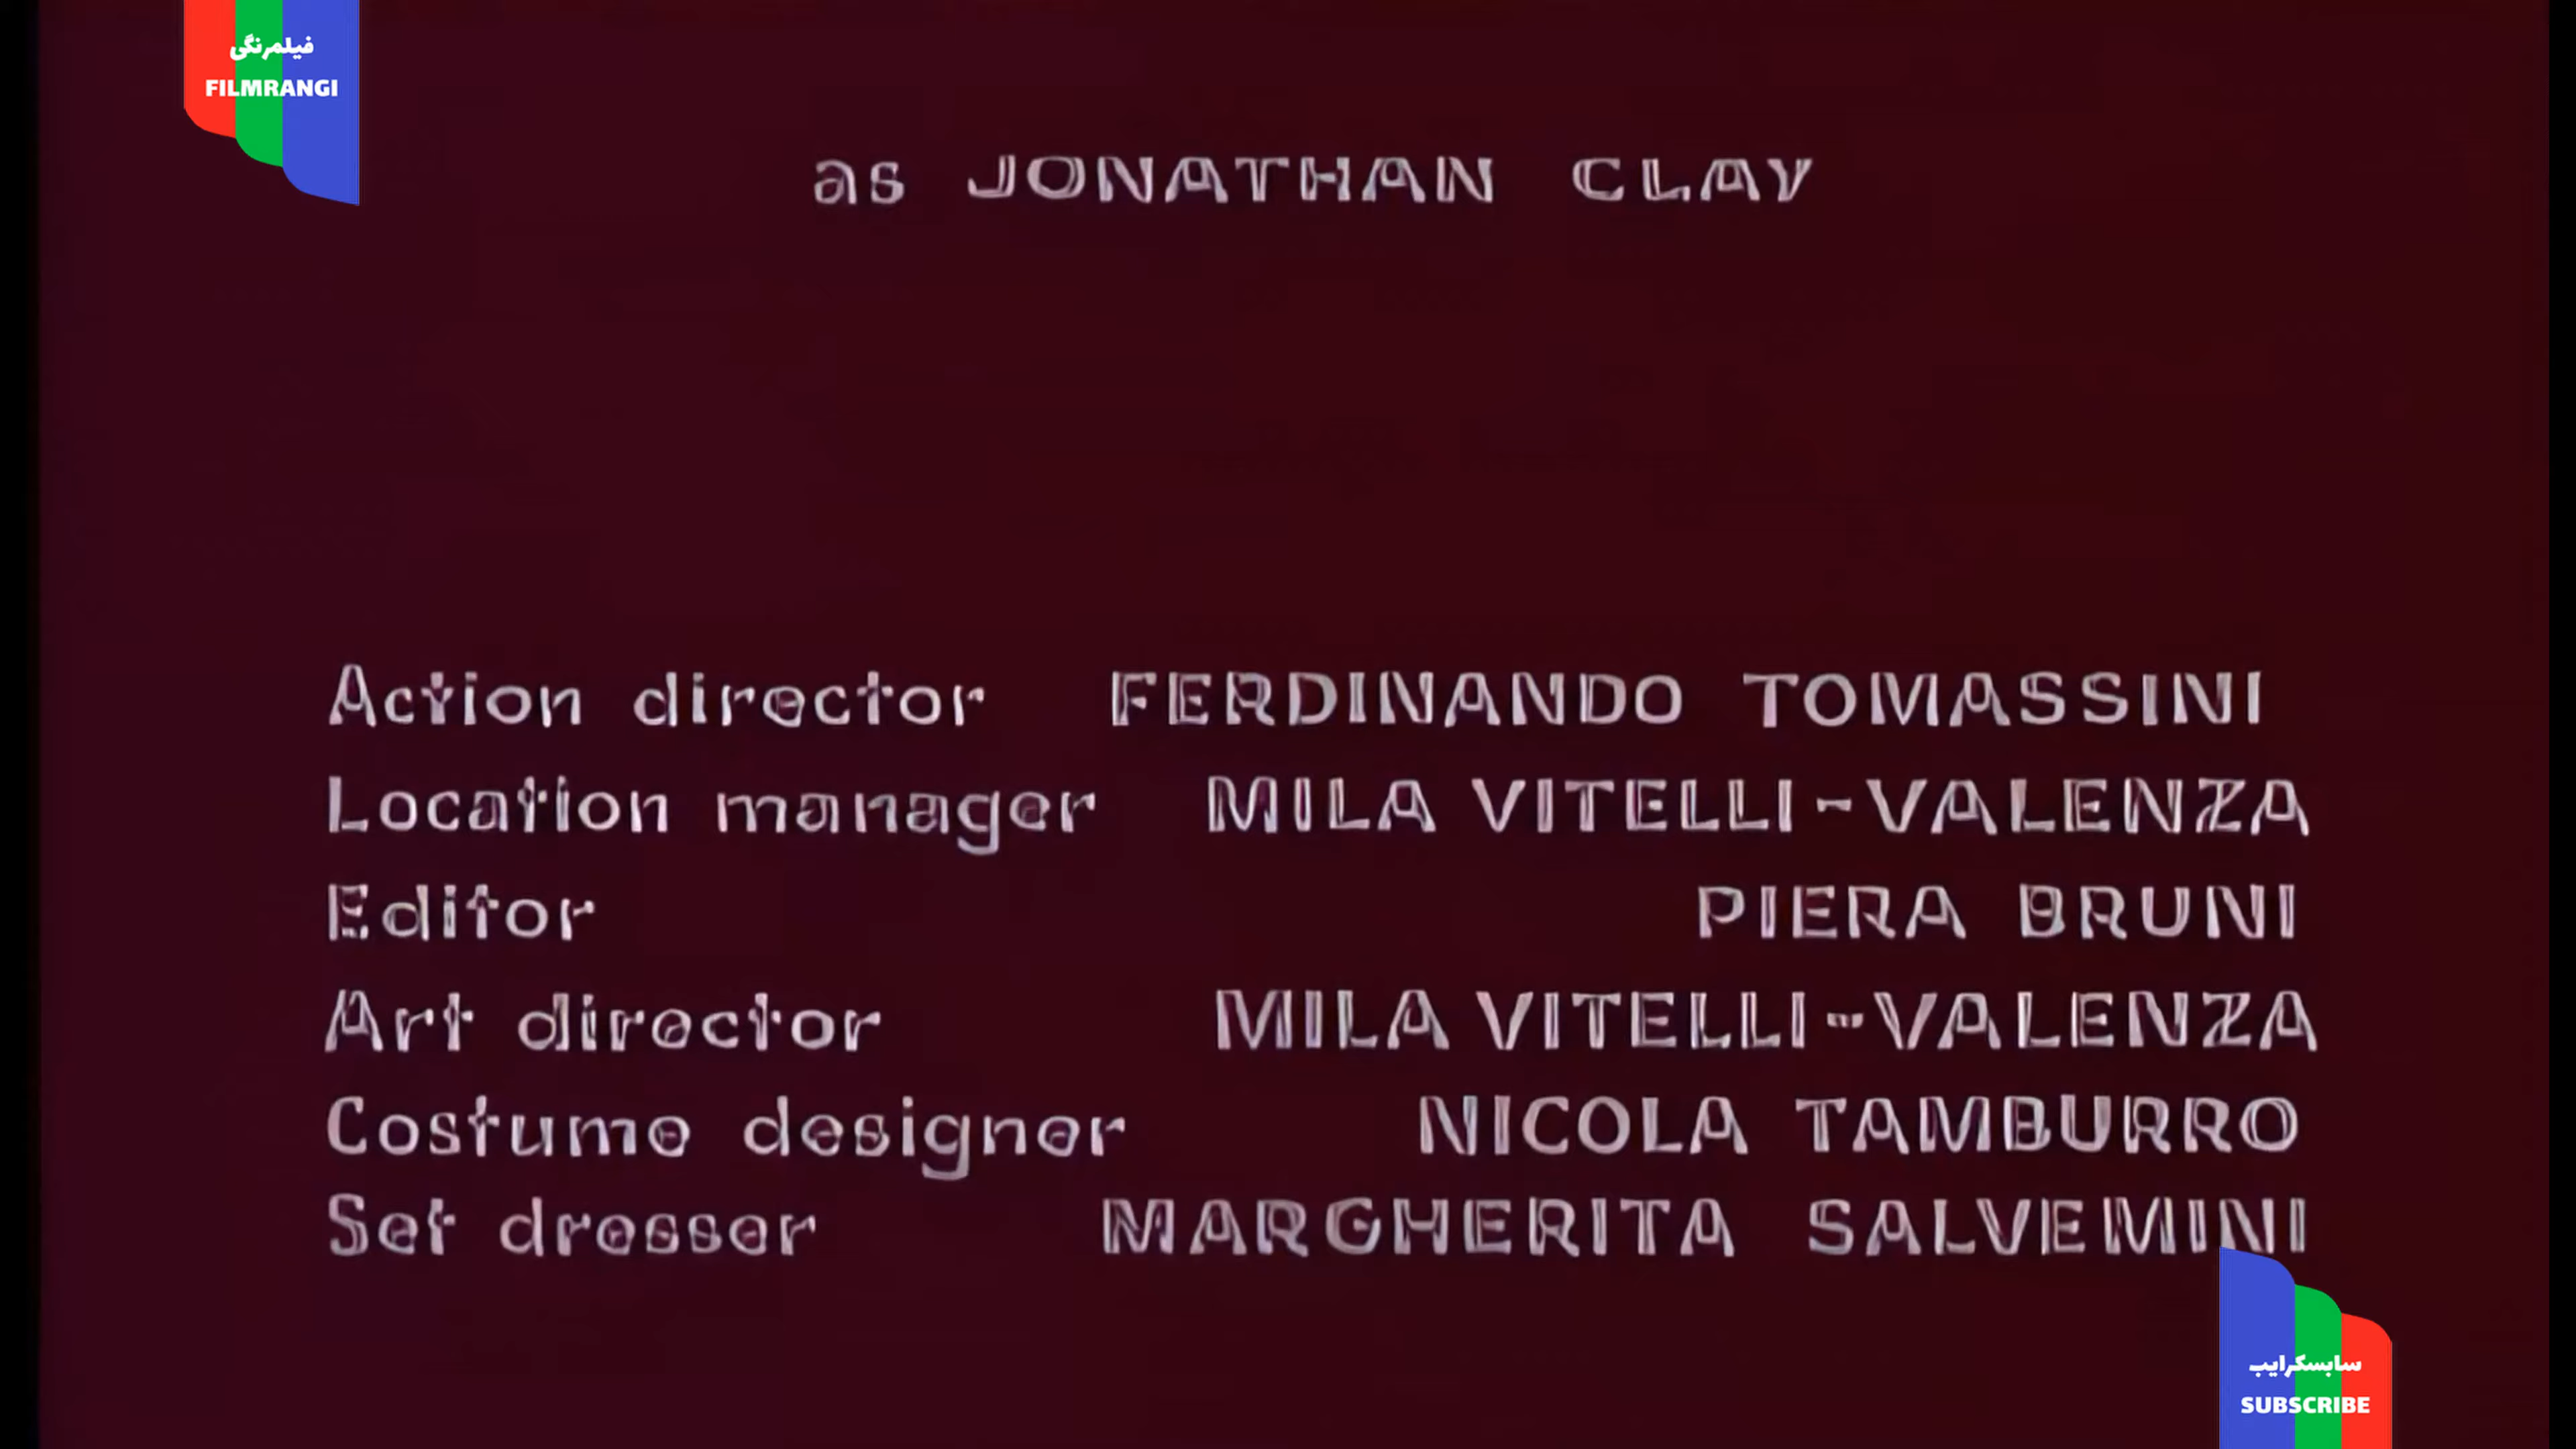 فیلمرنگی
FILMRANGI
as JONATHAN CLAY
Action director FERDINANDO TOMASSINI
Location manager MILA VITELLI-VALENZA
Editor PIERA BRUNI
Art director MILA VITELLI-VALENZA
Costume designer NICOLA TAMBURRO
Set dresser MARGHERITA SALVEMINI
سابسکرایب
SUBSCRIBE